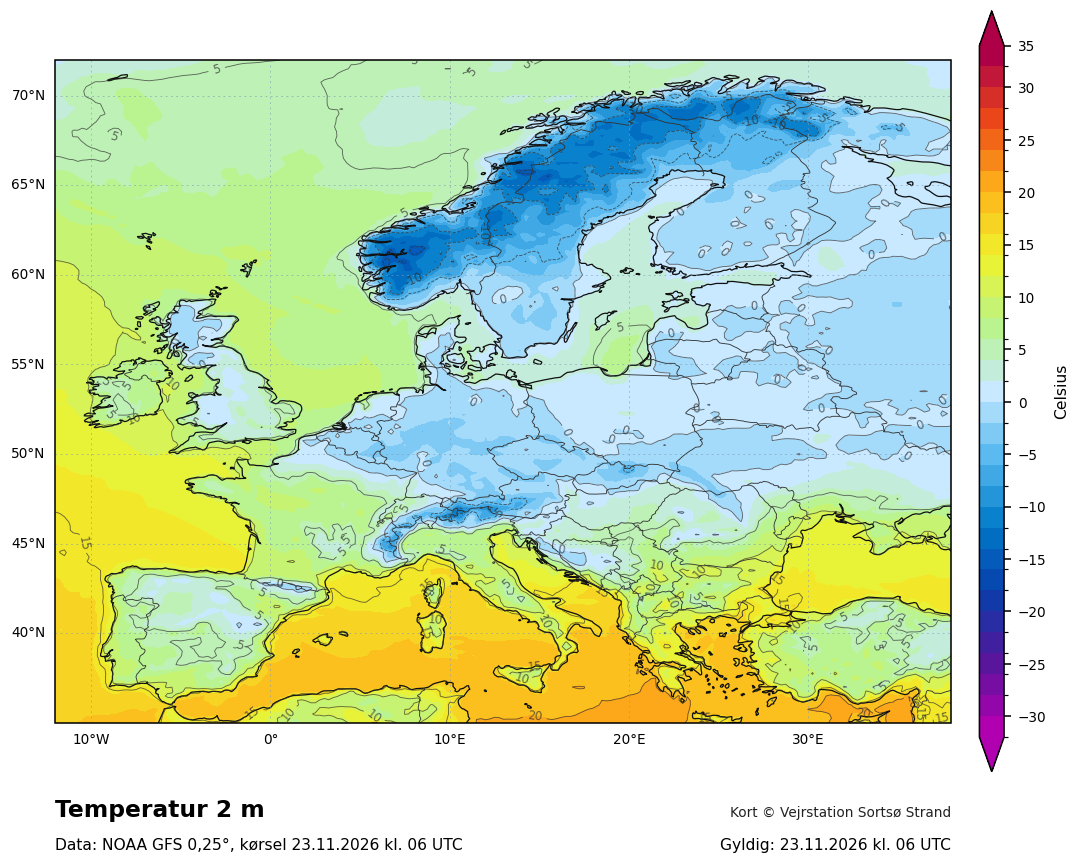 70°N
65°N
60°N
55°N
50°N
45°N
40°N
10°W 0° 10°E 20°E 30°E
35
30
25
20
15
10
5
0
−5
−10
−15
−20
−25
−30
Celsius
Temperatur 2 m
Kort © Vejrstation Sortsø Strand
Data: NOAA GFS 0,25°, kørsel 23.11.2026 kl. 06 UTC
Gyldig: 23.11.2026 kl. 06 UTC